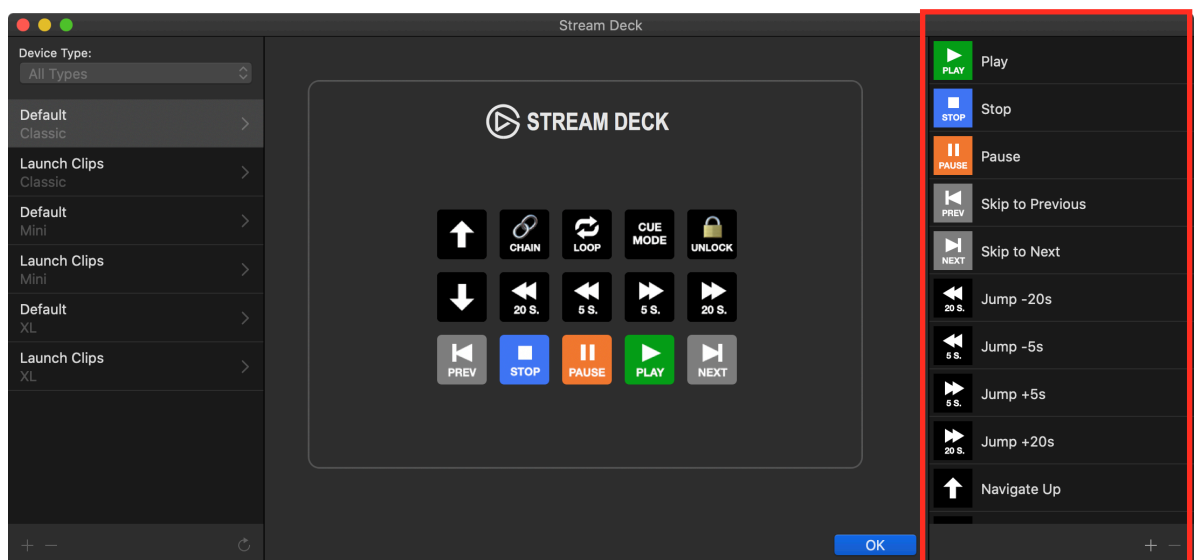 Stream Deck
Device Type:
All Types
Default
Classic
Launch Clips
Classic
Default
Mini
Launch Clips
Mini
Default
XL
Launch Clips
XL
STREAM DECK
CHAIN
LOOP
CUE
MODE
UNLOCK
20 S.
5 S.
5 S.
20 S.
PREV
STOP
PAUSE
PLAY
NEXT
OK
PLAY
Play
STOP
Stop
PAUSE
Pause
PREV
Skip to Previous
NEXT
Skip to Next
20 S.
Jump -20s
5 S.
Jump -5s
5 S.
Jump +5s
20 S.
Jump +20s
Navigate Up